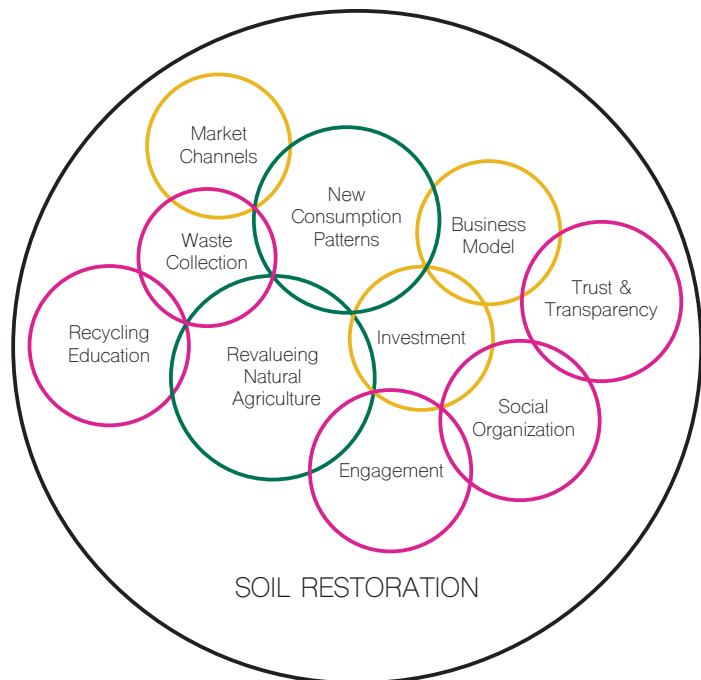 Market
Channels
New
Consumption
Patterns
Business
Model
Waste
Collection
Trust &
Transparency
Recycling
Education
Revalueing
Natural
Agriculture
Investment
Social
Organization
Engagement
SOIL RESTORATION